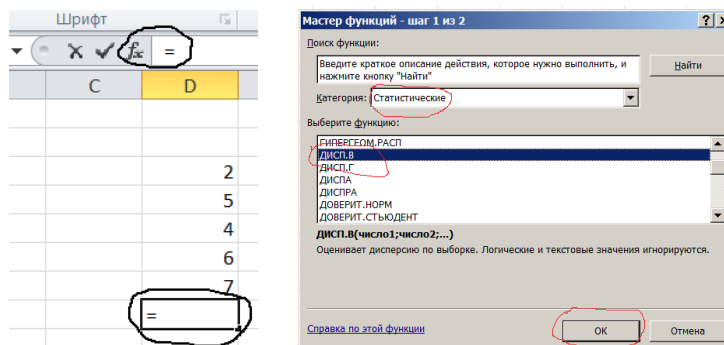 Шрифт
fx =
C D
2
5
4
6
7
=
Мастер функций - шаг 1 из 2
Поиск функции:
Введите краткое описание действия, которое нужно выполнить, и
нажмите кнопку "Найти"
Найти
Категория: Статистические
Выберите функцию:
ГИПЕРГЕОМ.РАСП
ДИСП.В
ДИСП.Г
ДИСПА
ДИСПРА
ДОВЕРИТ.НОРМ
ДОВЕРИТ.СТЬЮДЕНТ
ДИСП.В(число1;число2;...)
Оценивает дисперсию по выборке. Логические и текстовые значения игнорируются.
Справка по этой функции
ОК
Отмена